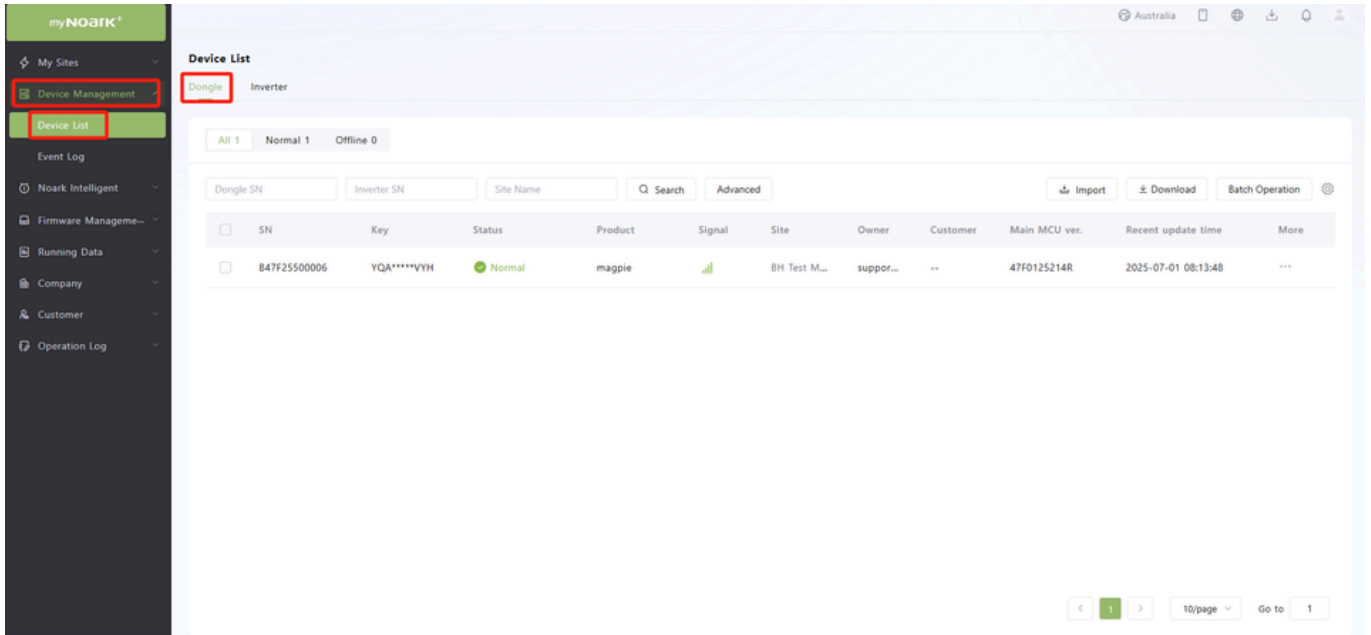 myNOARK+
Australia
My Sites
Device Management
Device List
Event Log
Noark Intelligent
Firmware Manageme...
Running Data
Company
Customer
Operation Log
Device List
Dongle Inverter
All 1 Normal 1 Offline 0
Dongle SN Inverter SN Site Name Search Advanced Import Download Batch Operation
SN Key Status Product Signal Site Owner Customer Main MCU ver. Recent update time More
B47F25500006 YQA*****VYH Normal magpie BH Test M... suppor... -- 47F0125214R 2025-07-01 08:13:48 ...
< 1 > 10/page Go to 1